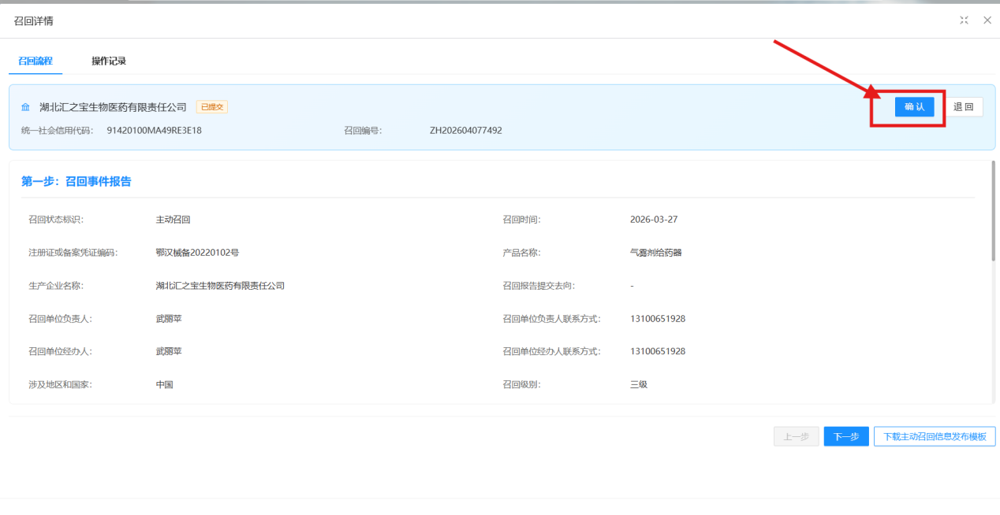 召回详情
召回流程 操作记录
湖北汇之宝生物医药有限责任公司 已提交 确认 退回
统一社会信用代码： 91420100MA49RE3E18 召回编号： ZH202604077492
第一步：召回事件报告
召回状态标识： 主动召回 召回时间： 2026-03-27
注册证或备案凭证编码： 鄂汉械备20220102号 产品名称： 气雾剂给药器
生产企业名称： 湖北汇之宝生物医药有限责任公司 召回报告提交去向： -
召回单位负责人： 武丽苹 召回单位负责人联系方式： 13100651928
召回单位经办人： 武丽苹 召回单位经办人联系方式： 13100651928
涉及地区和国家： 中国 召回级别： 三级
上一步 下一步 下载主动召回信息发布模板